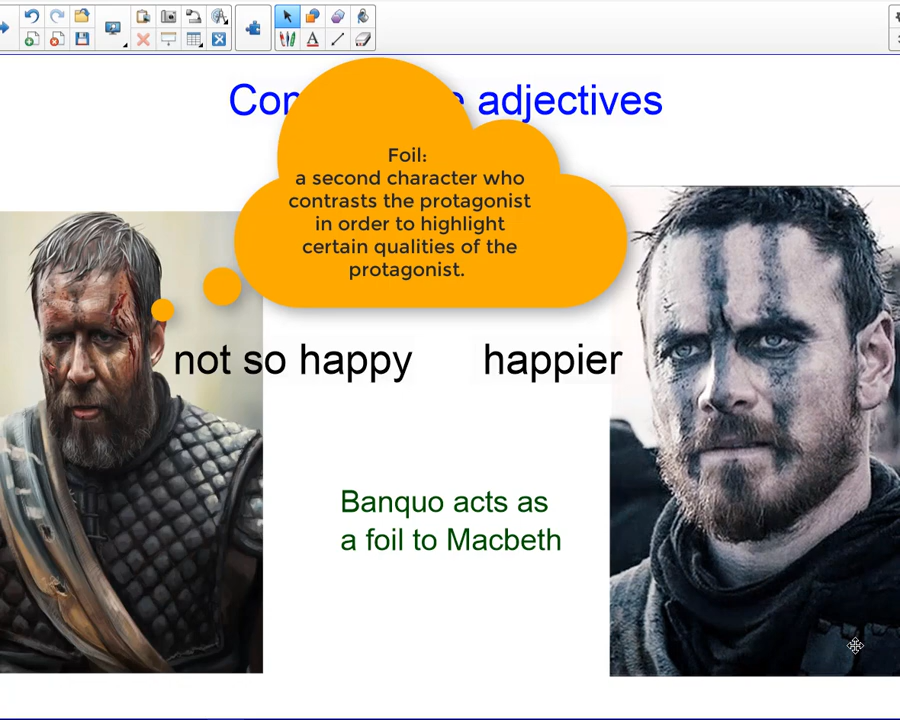 Con e adjectives
Foil:
a second character who
contrasts the protagonist
in order to highlight
certain qualities of the
protagonist.
not so happy happier
Banquo acts as
a foil to Macbeth